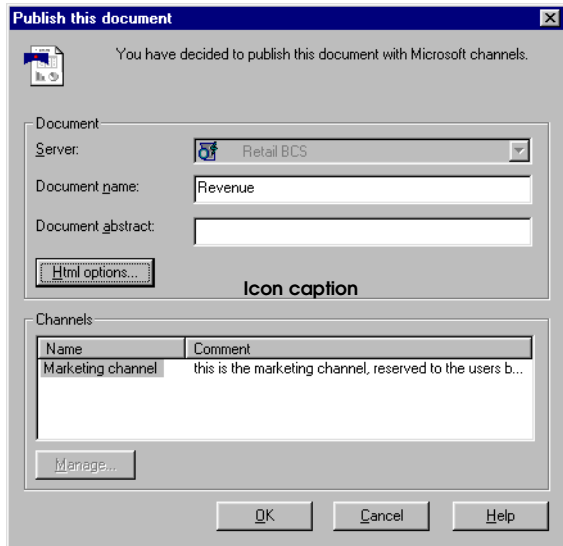 Publish this document
You have decided to publish this document with Microsoft channels.
Document
Server:
Retail BCS
Document name:
Revenue
Document abstract:
Html options...
Icon caption
Channels
Name Comment
Marketing channel this is the marketing channel, reserved to the users b...
Manage...
OK Cancel Help